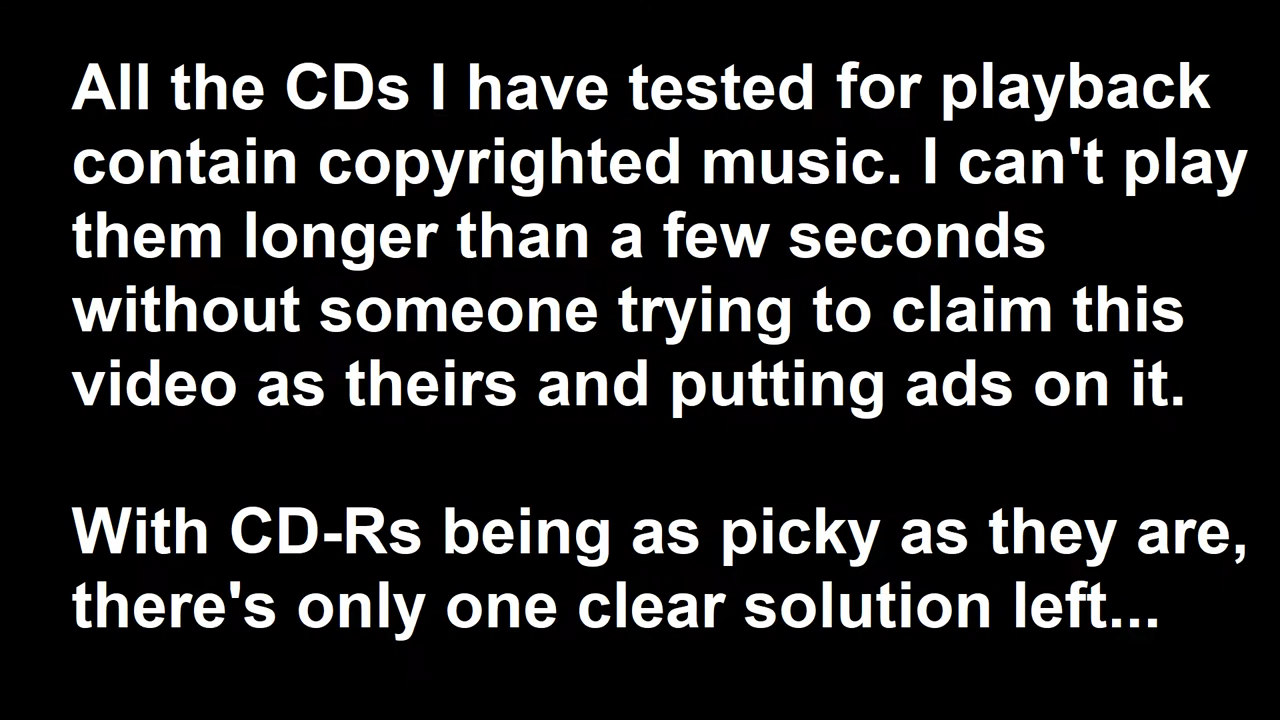 All the CDs I have tested for playback
contain copyrighted music. I can't play
them longer than a few seconds
without someone trying to claim this
video as theirs and putting ads on it.
With CD-Rs being as picky as they are,
there's only one clear solution left...